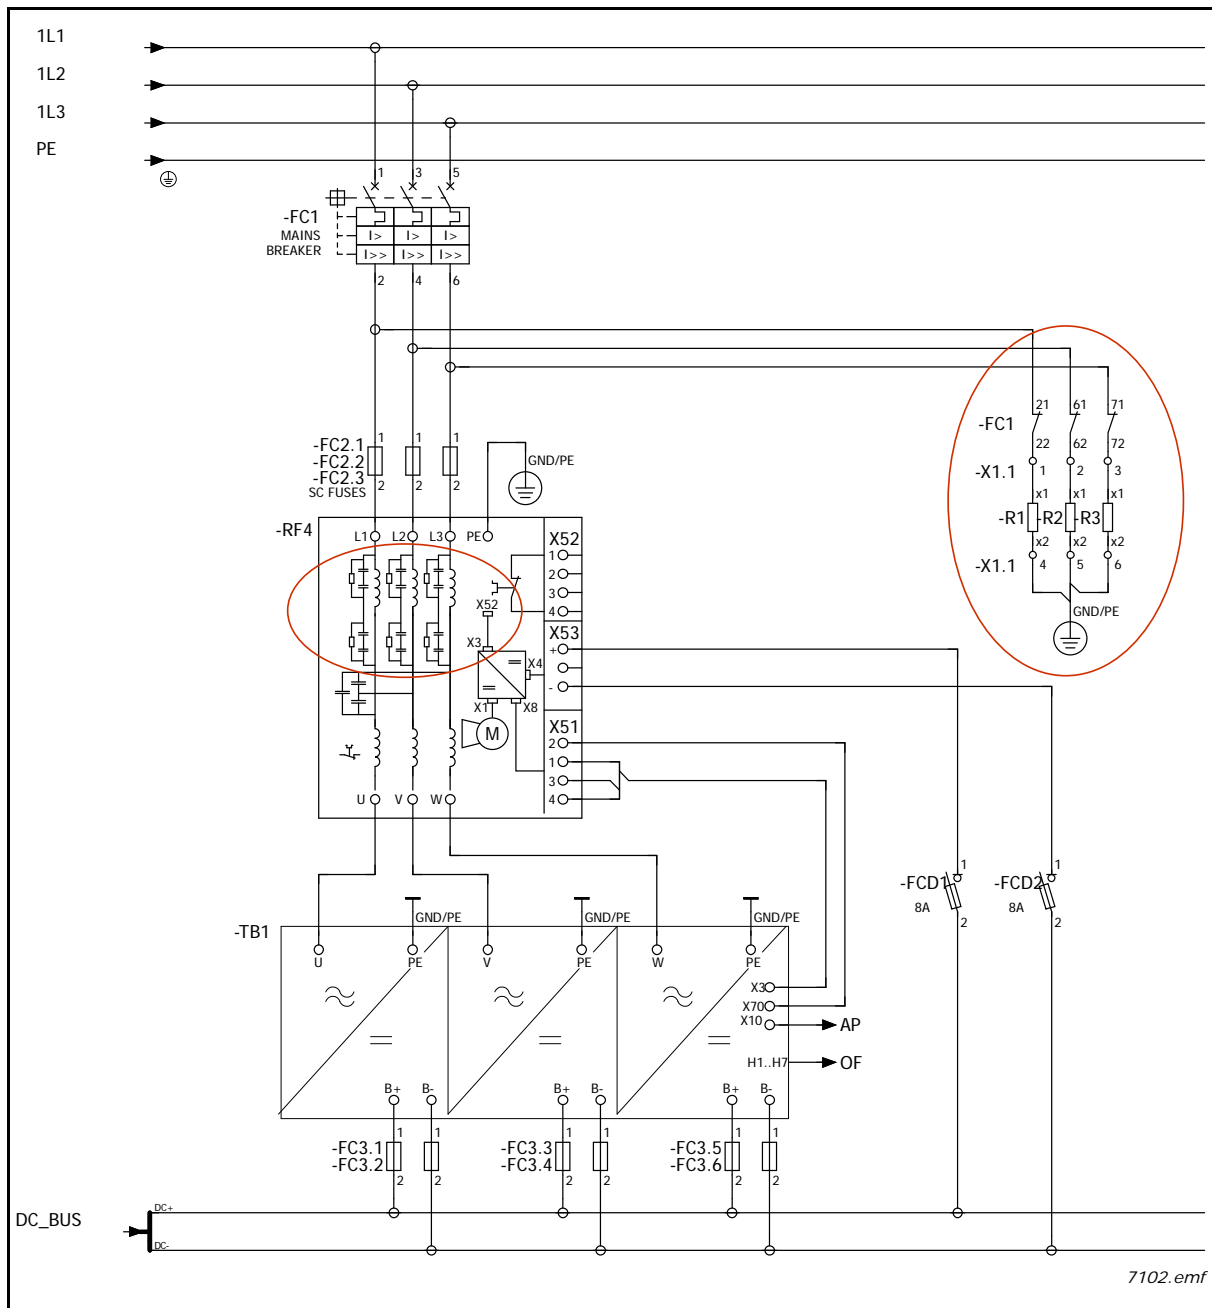 1L1
1L2
1L3
PE
1 3 5
-FC1
MAINS
BREAKER
I> I> I>
I>> I>> I>>
2 4 6
21 61 71
-FC1
22 62 72
-X1.1 1 2 3
x1 x1 x1
-R1 -R2 -R3
x2 x2 x2
-X1.1 4 5 6
GND/PE
-FC2.1 1 1 1
-FC2.2
-FC2.3 2 2 2
SC FUSES
GND/PE
-RF4
L1 L2 L3 PE
X52
1
2
3
4
X52
X53
+
-
X3
X4
X1 X8
M
X51
2
1
3
4
U V W
-FCD1 1
8A
2
-FCD2 1
8A
2
-TB1
GND/PE GND/PE GND/PE
U PE V PE W PE
X3
X70
X10 AP
H1..H7 OF
B+ B- B+ B- B+ B-
1 1 1 1 1 1
-FC3.1 -FC3.3 -FC3.5
-FC3.2 -FC3.4 -FC3.6
2 2 2 2 2 2
DC_BUS
DC+
DC-
7102.emf